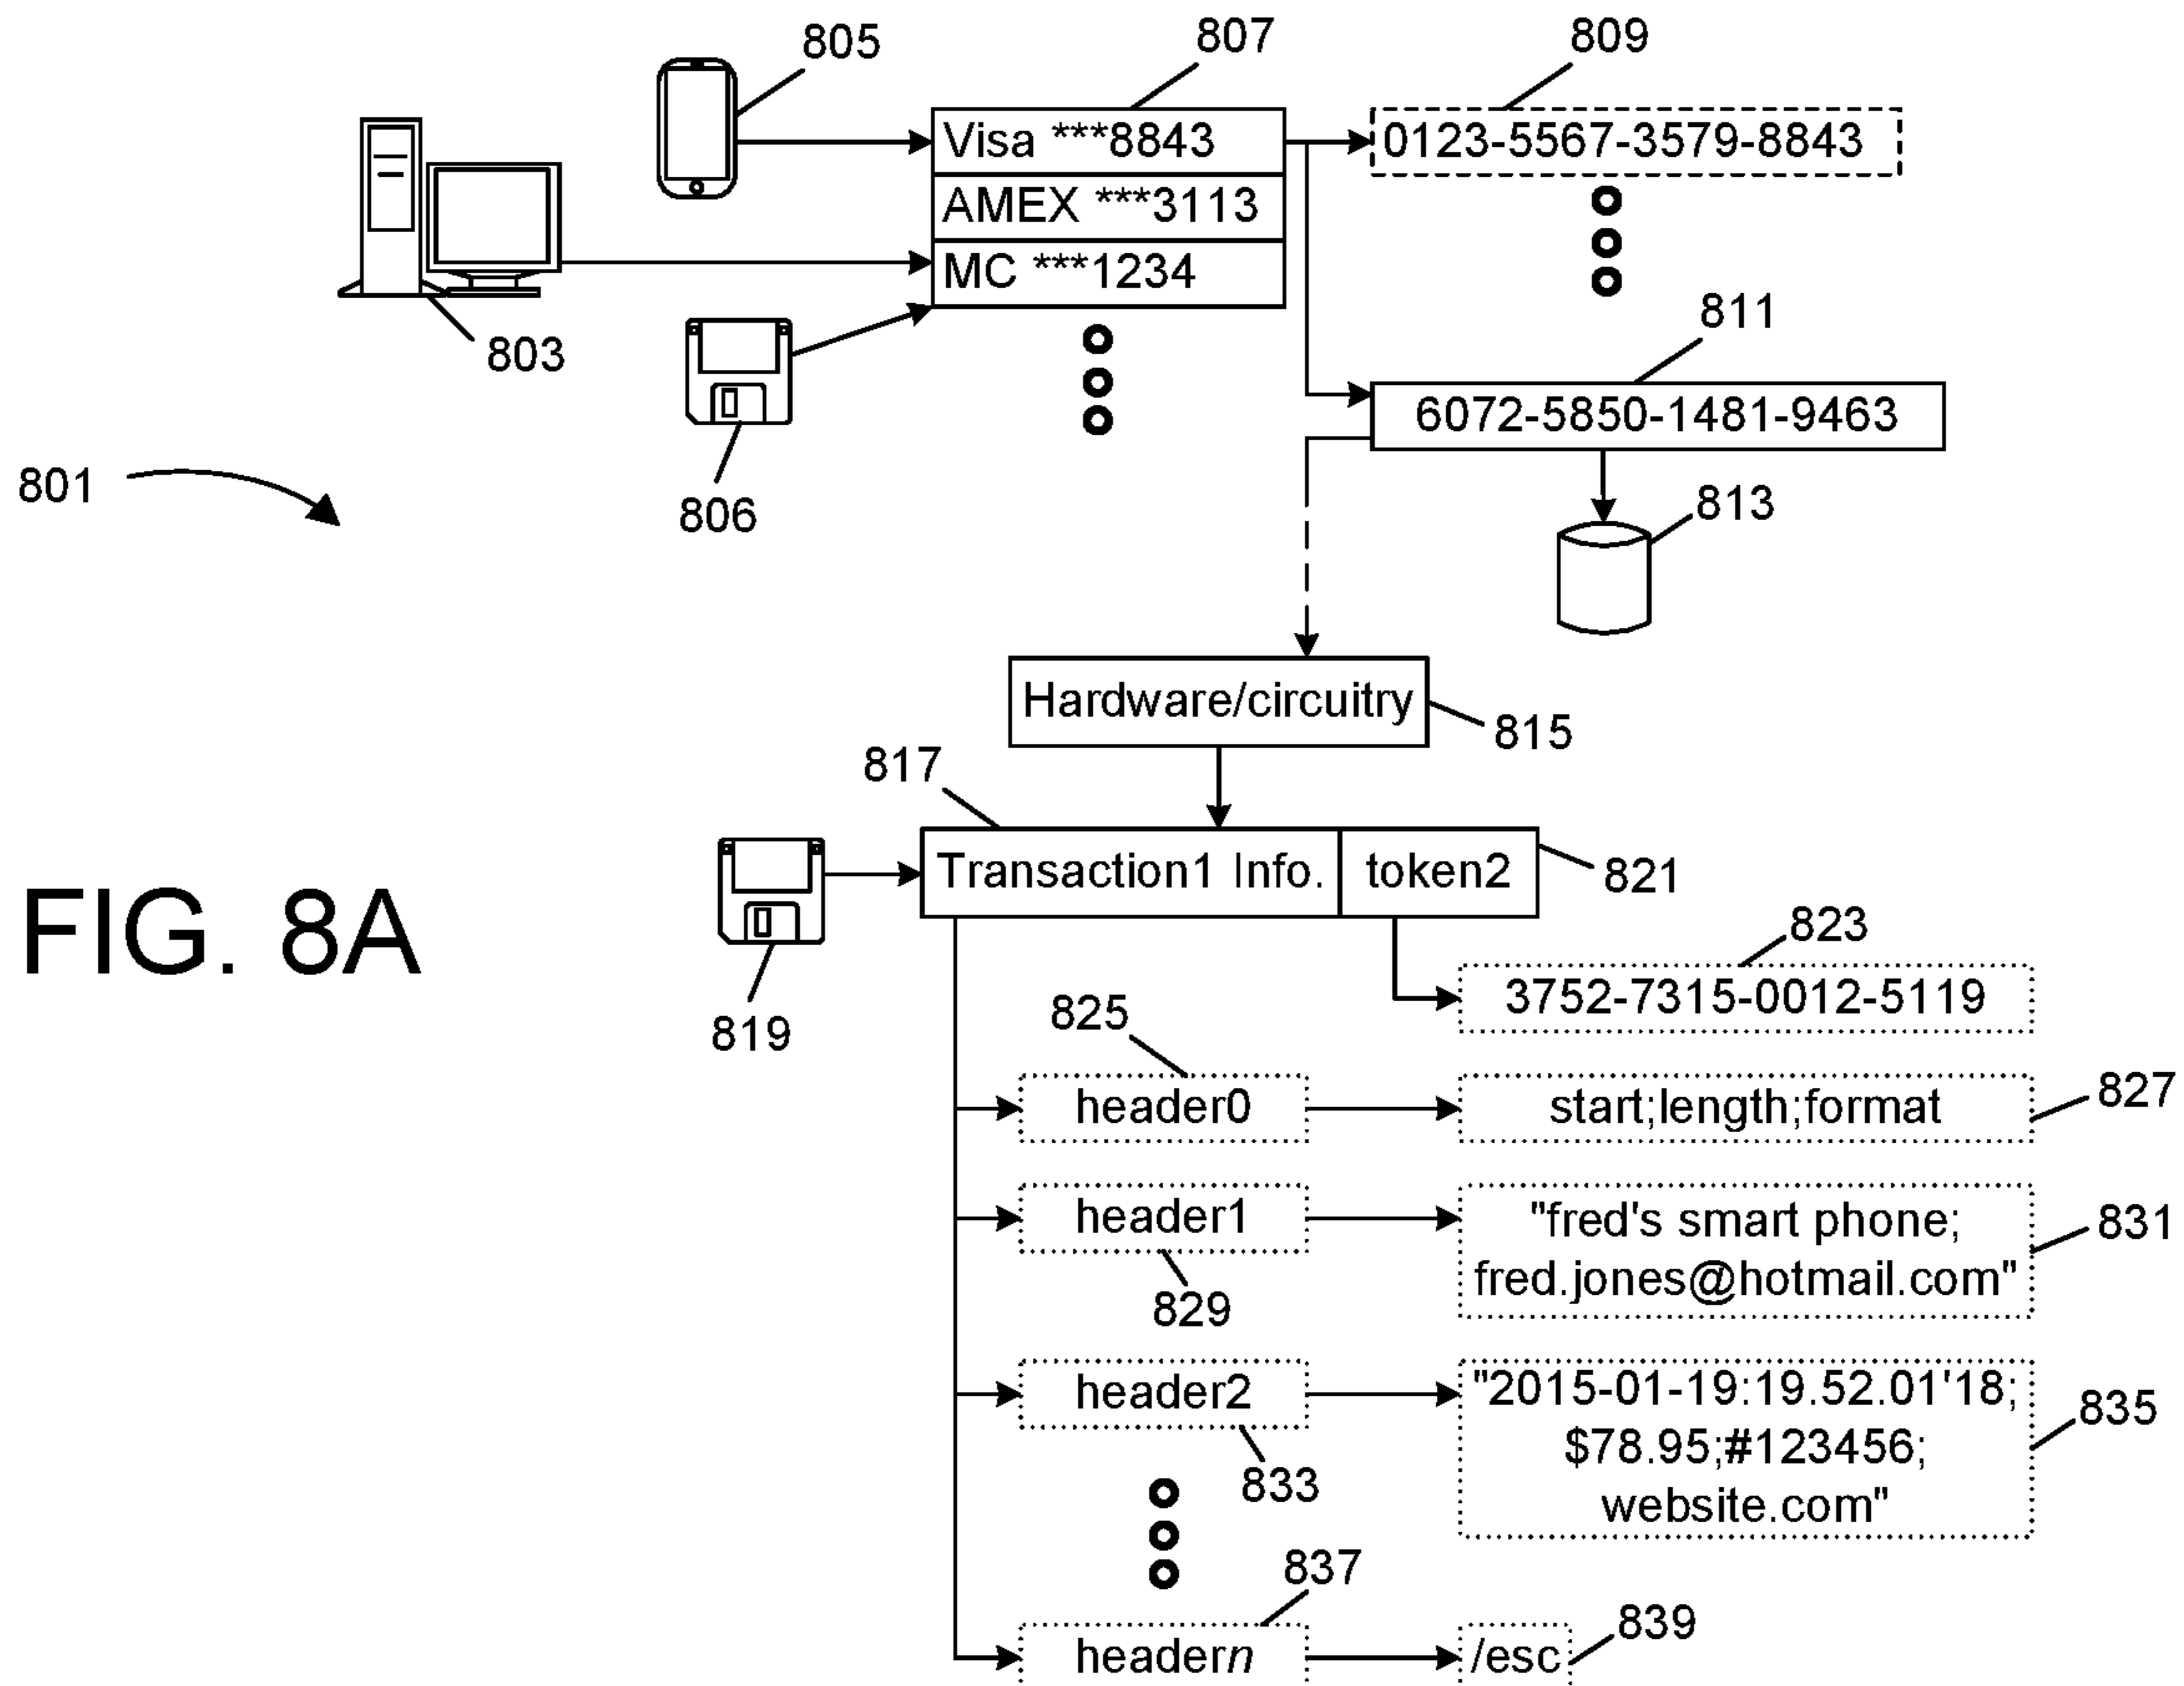 805
807
809
Visa ***8843
0123-5567-3579-8843
AMEX ***3113
MC ***1234
803
811
6072-5850-1481-9463
801
806
813
Hardware/circuitry
815
817
Transaction1 Info.
token2
821
FIG. 8A
823
3752-7315-0012-5119
819
825
header0
start;length;format
827
header1
"fred's smart phone;
fred.jones@hotmail.com"
831
829
header2
"2015-01-19:19.52.01'18;
$78.95;#123456;
website.com"
835
833
837
headern
/esc
839